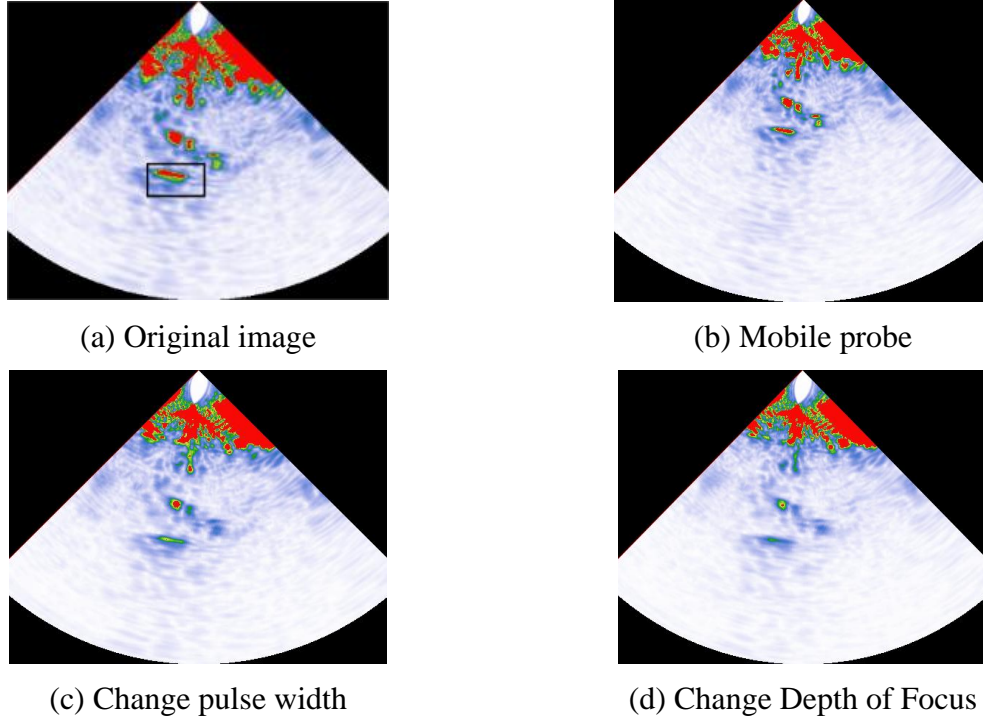 (a) Original image
(b) Mobile probe
(c) Change pulse width
(d) Change Depth of Focus